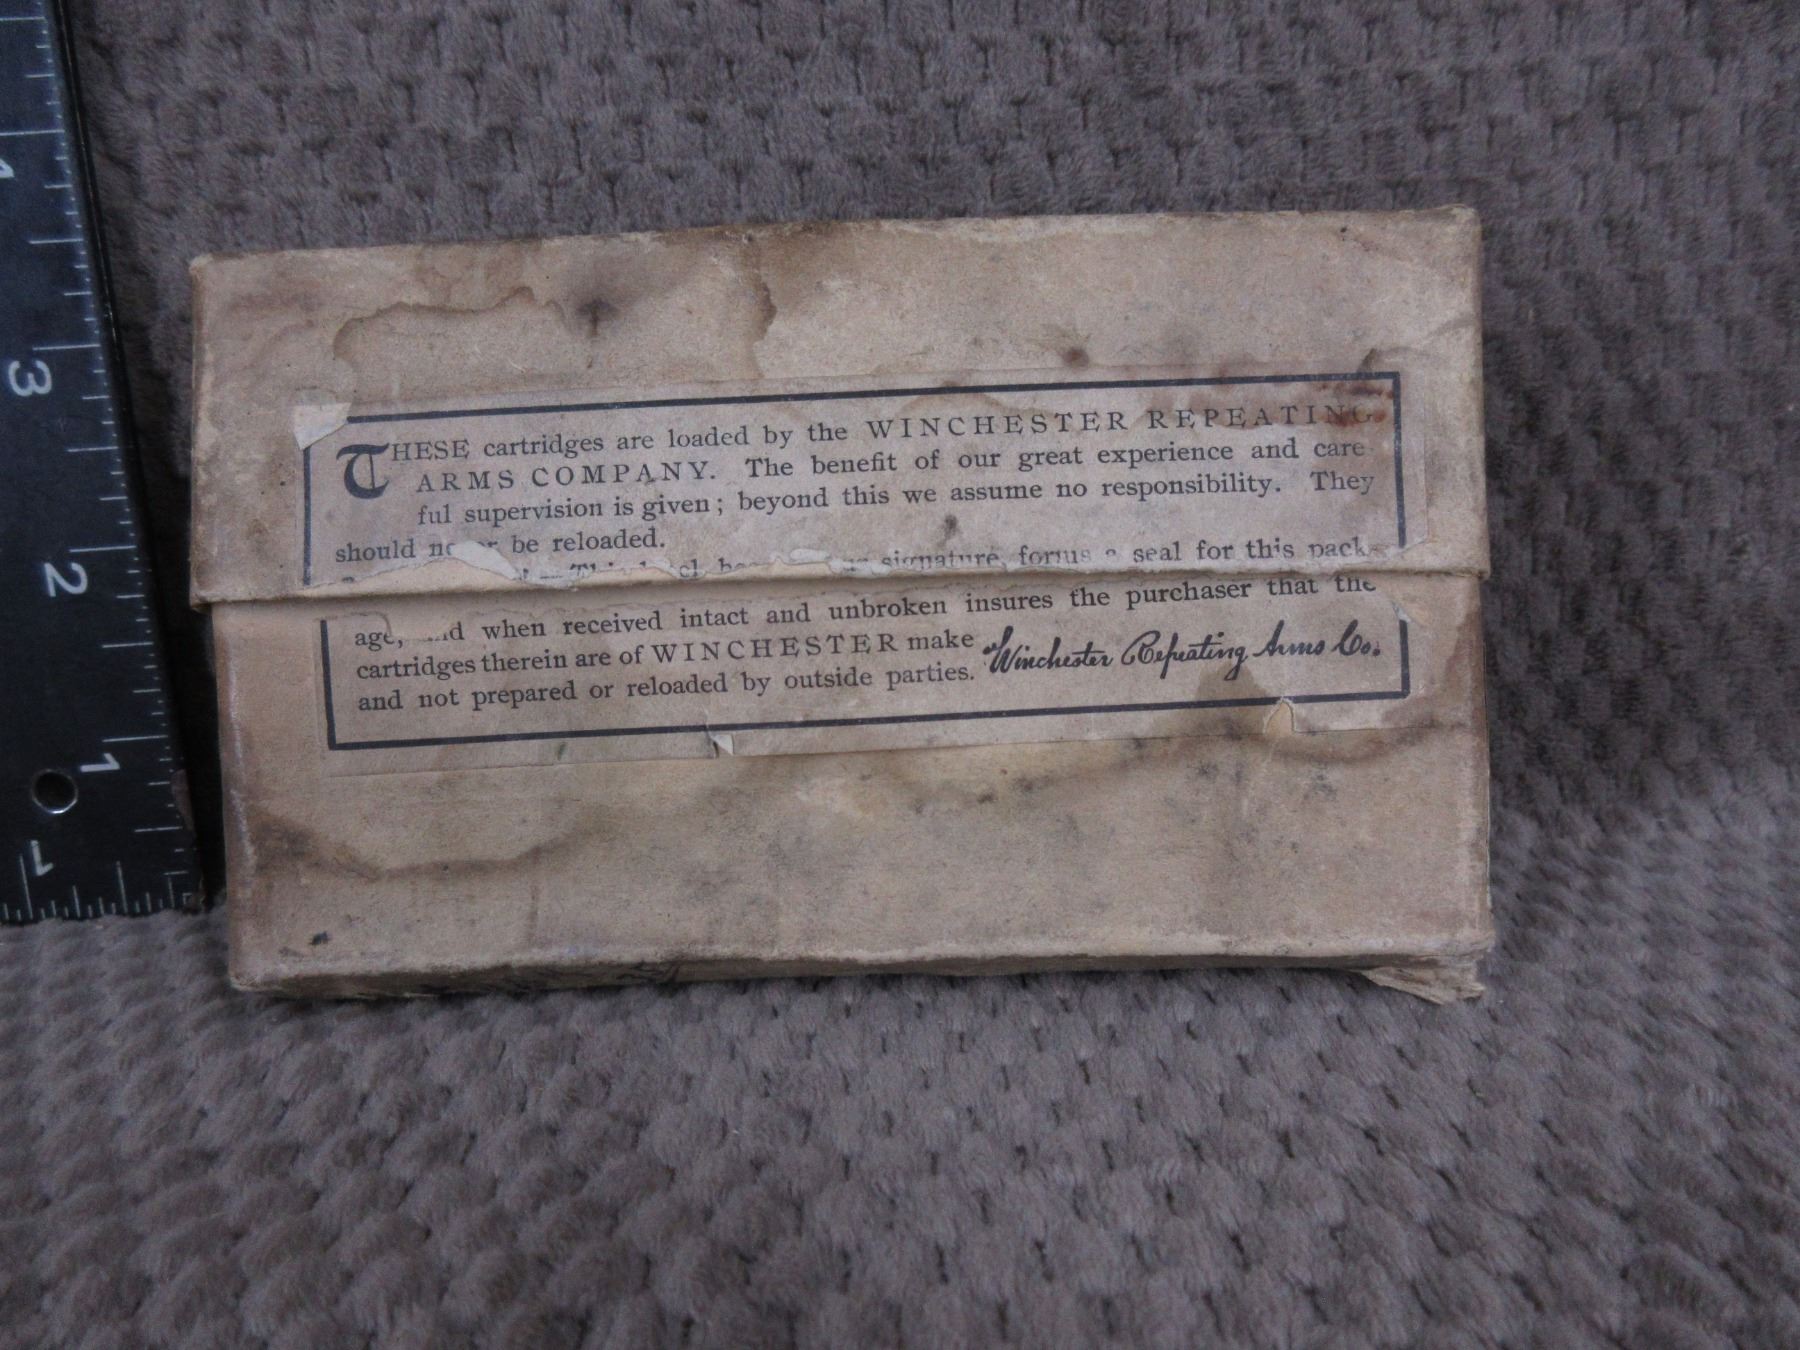 THESE cartridges are loaded by the WINCHESTER REPEATING
ARMS COMPANY. The benefit of our great experience and care-
ful supervision is given; beyond this we assume no responsibility. They
should be reloaded.
signature, forms a seal for this pack-
age, when received intact and unbroken insures the purchaser that the
cartridges therein are of WINCHESTER make
and not prepared or reloaded by outside parties. Winchester Repeating Arms Co.
3
2
1
1